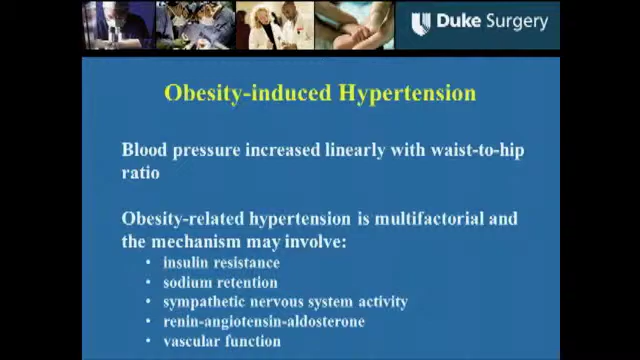 Duke Surgery
Obesity-induced Hypertension
Blood pressure increased linearly with waist-to-hip
ratio
Obesity-related hypertension is multifactorial and
the mechanism may involve:
• insulin resistance
• sodium retention
• sympathetic nervous system activity
• renin-angiotensin-aldosterone
• vascular function